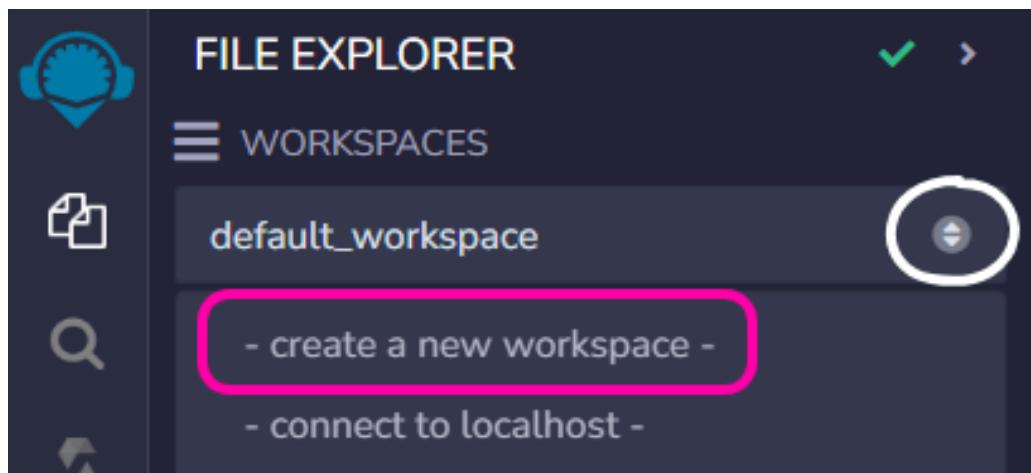 FILE EXPLORER
WORKSPACES
default_workspace
- create a new workspace -
- connect to localhost -